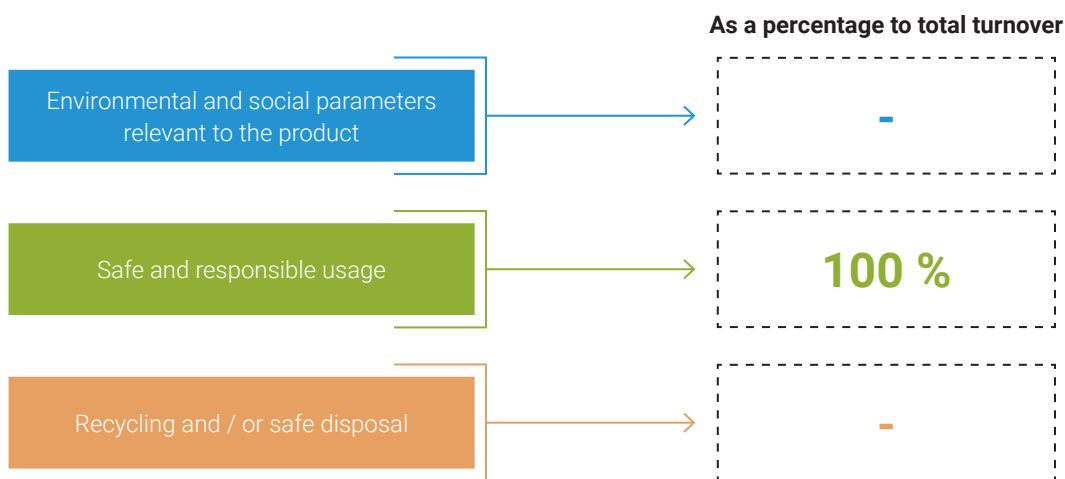 As a percentage to total turnover
Environmental and social parameters
relevant to the product
-
Safe and responsible usage
100 %
Recycling and / or safe disposal
-